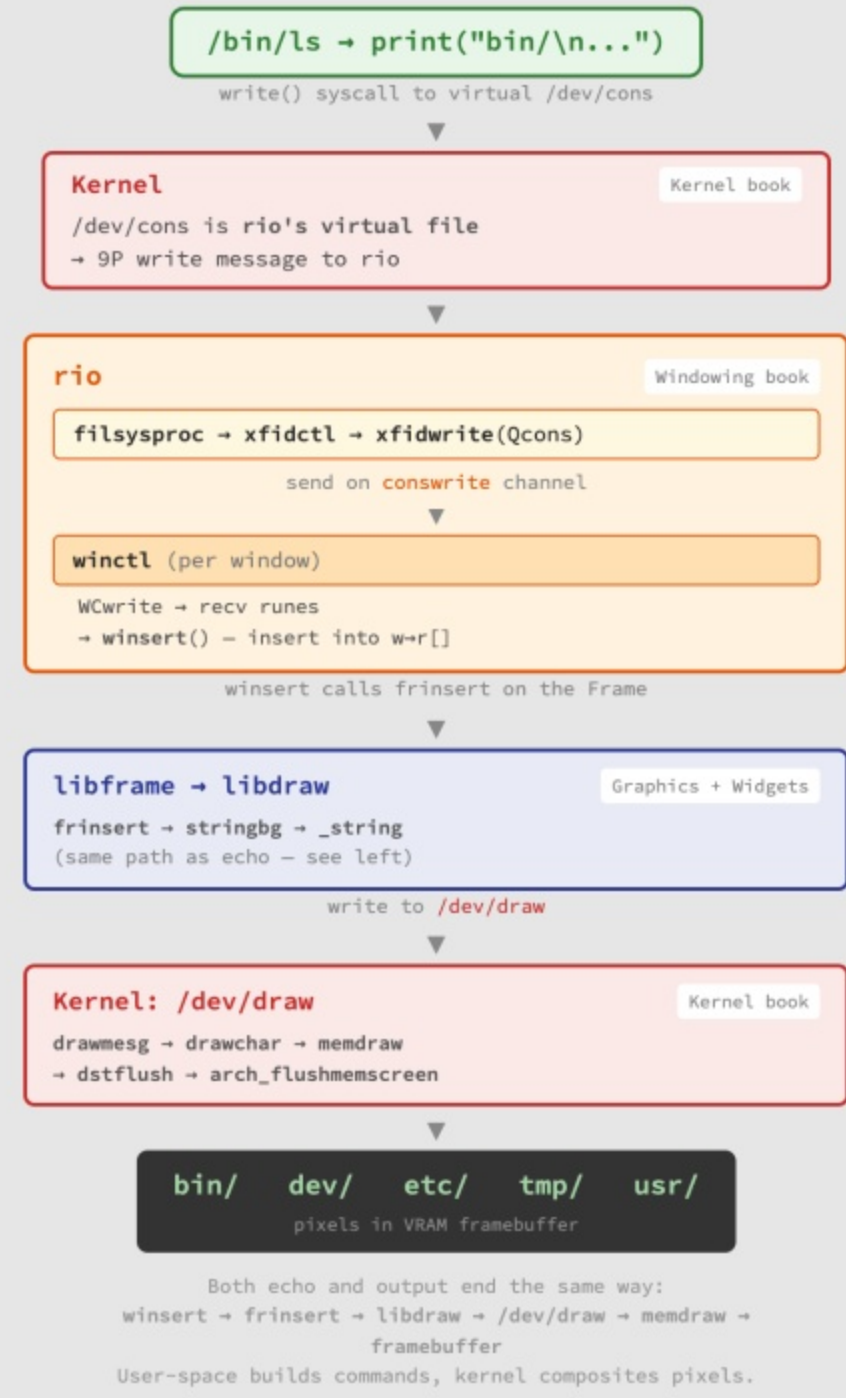 /bin/ls → print("bin/\n...")
write() syscall to virtual /dev/cons
Kernel
Kernel book
/dev/cons is rio's virtual file
→ 9P write message to rio
rio
Windowing book
filsysproc → xfidctl → xfidwrite(Qcons)
send on conswrite channel
winctl (per window)
WCwrite → recv runes
→ winsert() — insert into w→r[]
winsert calls frinsert on the Frame
libframe → libdraw
Graphics + Widgets
frinsert → stringbg → _string
(same path as echo — see left)
write to /dev/draw
Kernel: /dev/draw
Kernel book
drawmesg → drawchar → memdraw
→ dstflush → arch_flushmemscreen
bin/ dev/ etc/ tmp/ usr/
pixels in VRAM framebuffer
Both echo and output end the same way:
winsert → frinsert → libdraw → /dev/draw → memdraw →
framebuffer
User-space builds commands, kernel composites pixels.